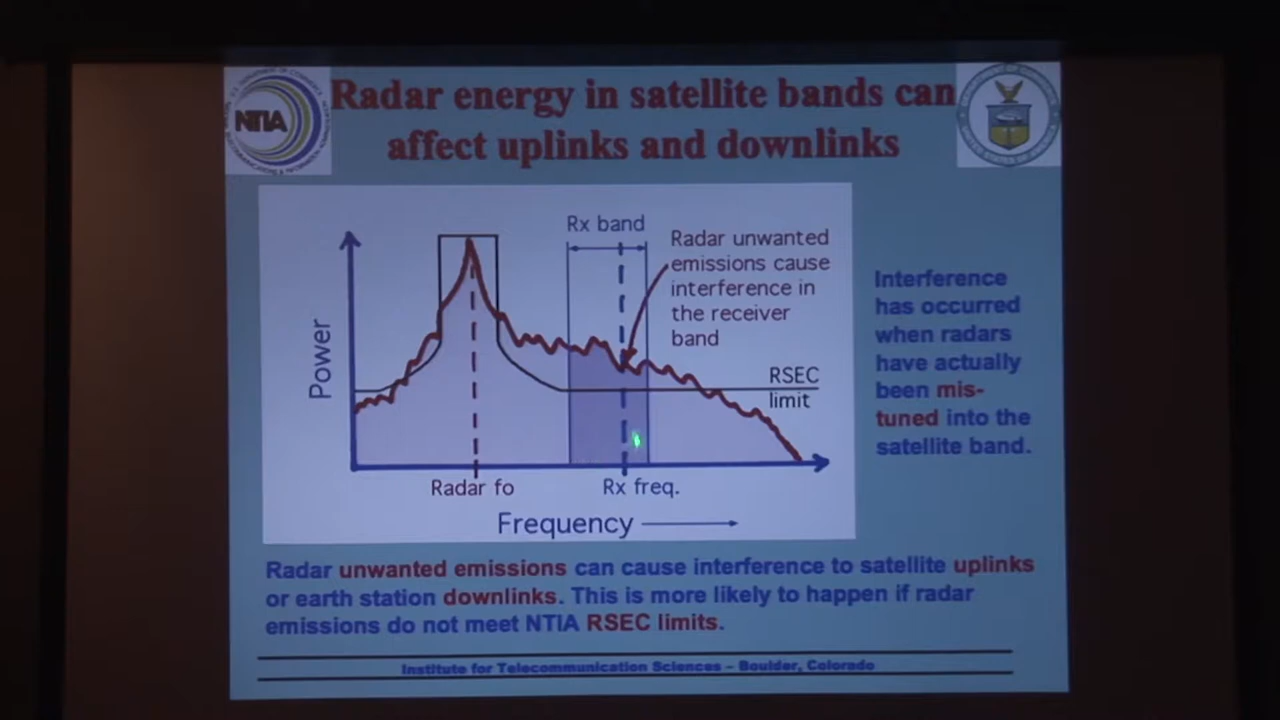 Radar energy in satellite bands can
affect uplinks and downlinks
NTIA
Rx band
Radar unwanted
emissions cause
interference in
the receiver
band
Power
RSEC
limit
Radar fo
Rx freq.
Frequency
Interference
has occurred
when radars
have actually
been mis-
tuned into the
satellite band.
Radar unwanted emissions can cause interference to satellite uplinks
or earth station downlinks. This is more likely to happen if radar
emissions do not meet NTIA RSEC limits.
Institute for Telecommunication Sciences – Boulder, Colorado